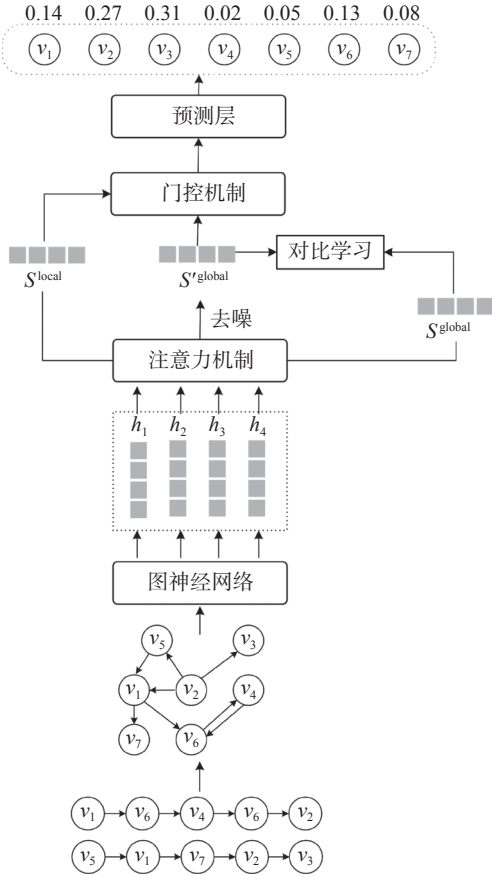 0.14 0.27 0.31 0.02 0.05 0.13 0.08
v₁ v₂ v₃ v₄ v₅ v₆ v₇
预测层
门控机制
S^local S'^global 对比学习
S^global
去噪
注意力机制
h₁ h₂ h₃ h₄
图神经网络
v₅ v₃
v₁ v₂ v₄
v₇ v₆
v₁ v₆ v₄ v₆ v₂
v₅ v₁ v₇ v₂ v₃